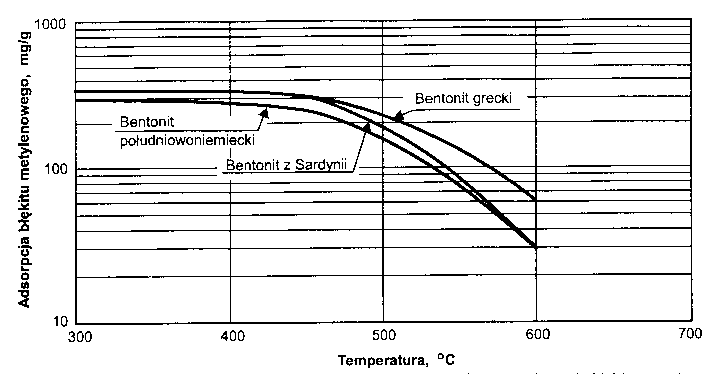 1000
Adsorpcja błękitu metylenowego, mg/g
Bentonit grecki
Bentonit
południowoniemiecki
Bentonit z Sardynii
100
10
300 400 500 600 700
Temperatura, °C